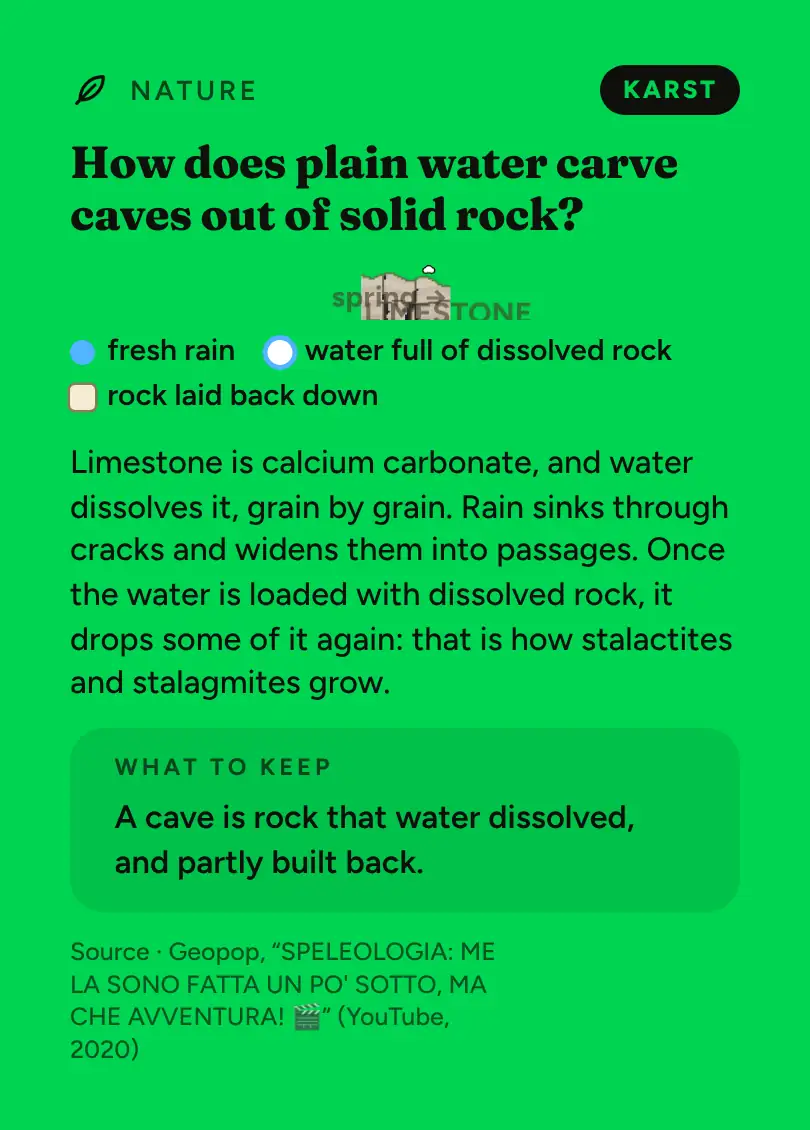 NATURE
KARST
How does plain water carve
caves out of solid rock?
spring →
LIMESTONE
fresh rain
water full of dissolved rock
rock laid back down
Limestone is calcium carbonate, and water
dissolves it, grain by grain. Rain sinks through
cracks and widens them into passages. Once
the water is loaded with dissolved rock, it
drops some of it again: that is how stalactites
and stalagmites grow.
WHAT TO KEEP
A cave is rock that water dissolved,
and partly built back.
Source · Geopop, “SPELEOLOGIA: ME
LA SONO FATTA UN PO' SOTTO, MA
CHE AVVENTURA! 🎬” (YouTube,
2020)